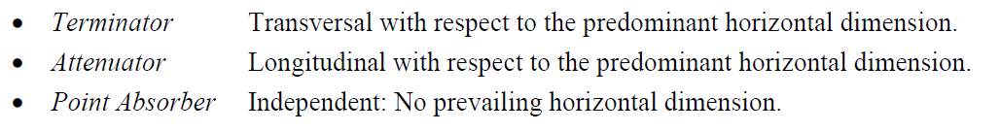 • Terminator Transversal with respect to the predominant horizontal dimension.
• Attenuator Longitudinal with respect to the predominant horizontal dimension.
• Point Absorber Independent: No prevailing horizontal dimension.